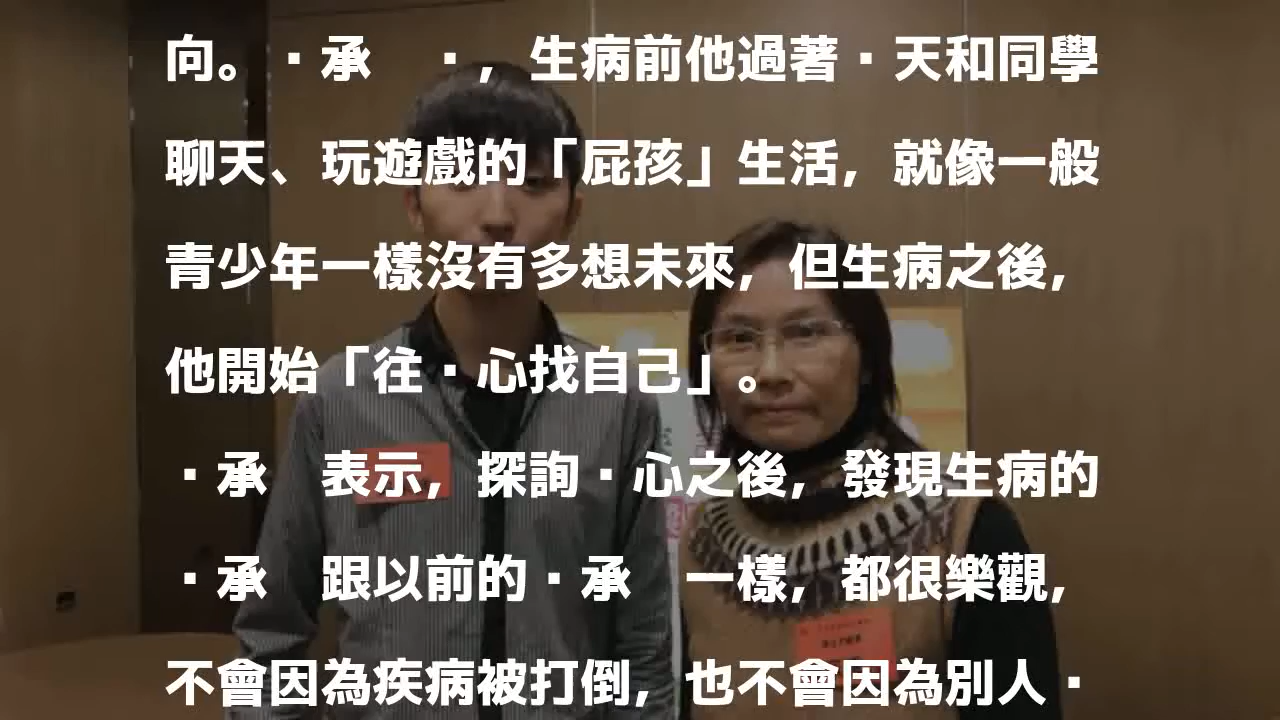 向。▪承　▪，生病前他過著▪天和同學
聊天、玩遊戲的「屁孩」生活，就像一般
青少年一樣沒有多想未來，但生病之後，
他開始「往▪心找自己」。
▪承　表示，探詢▪心之後，發現生病的
▪承　跟以前的▪承　一樣，都很樂觀，
不會因為疾病被打倒，也不會因為別人▪